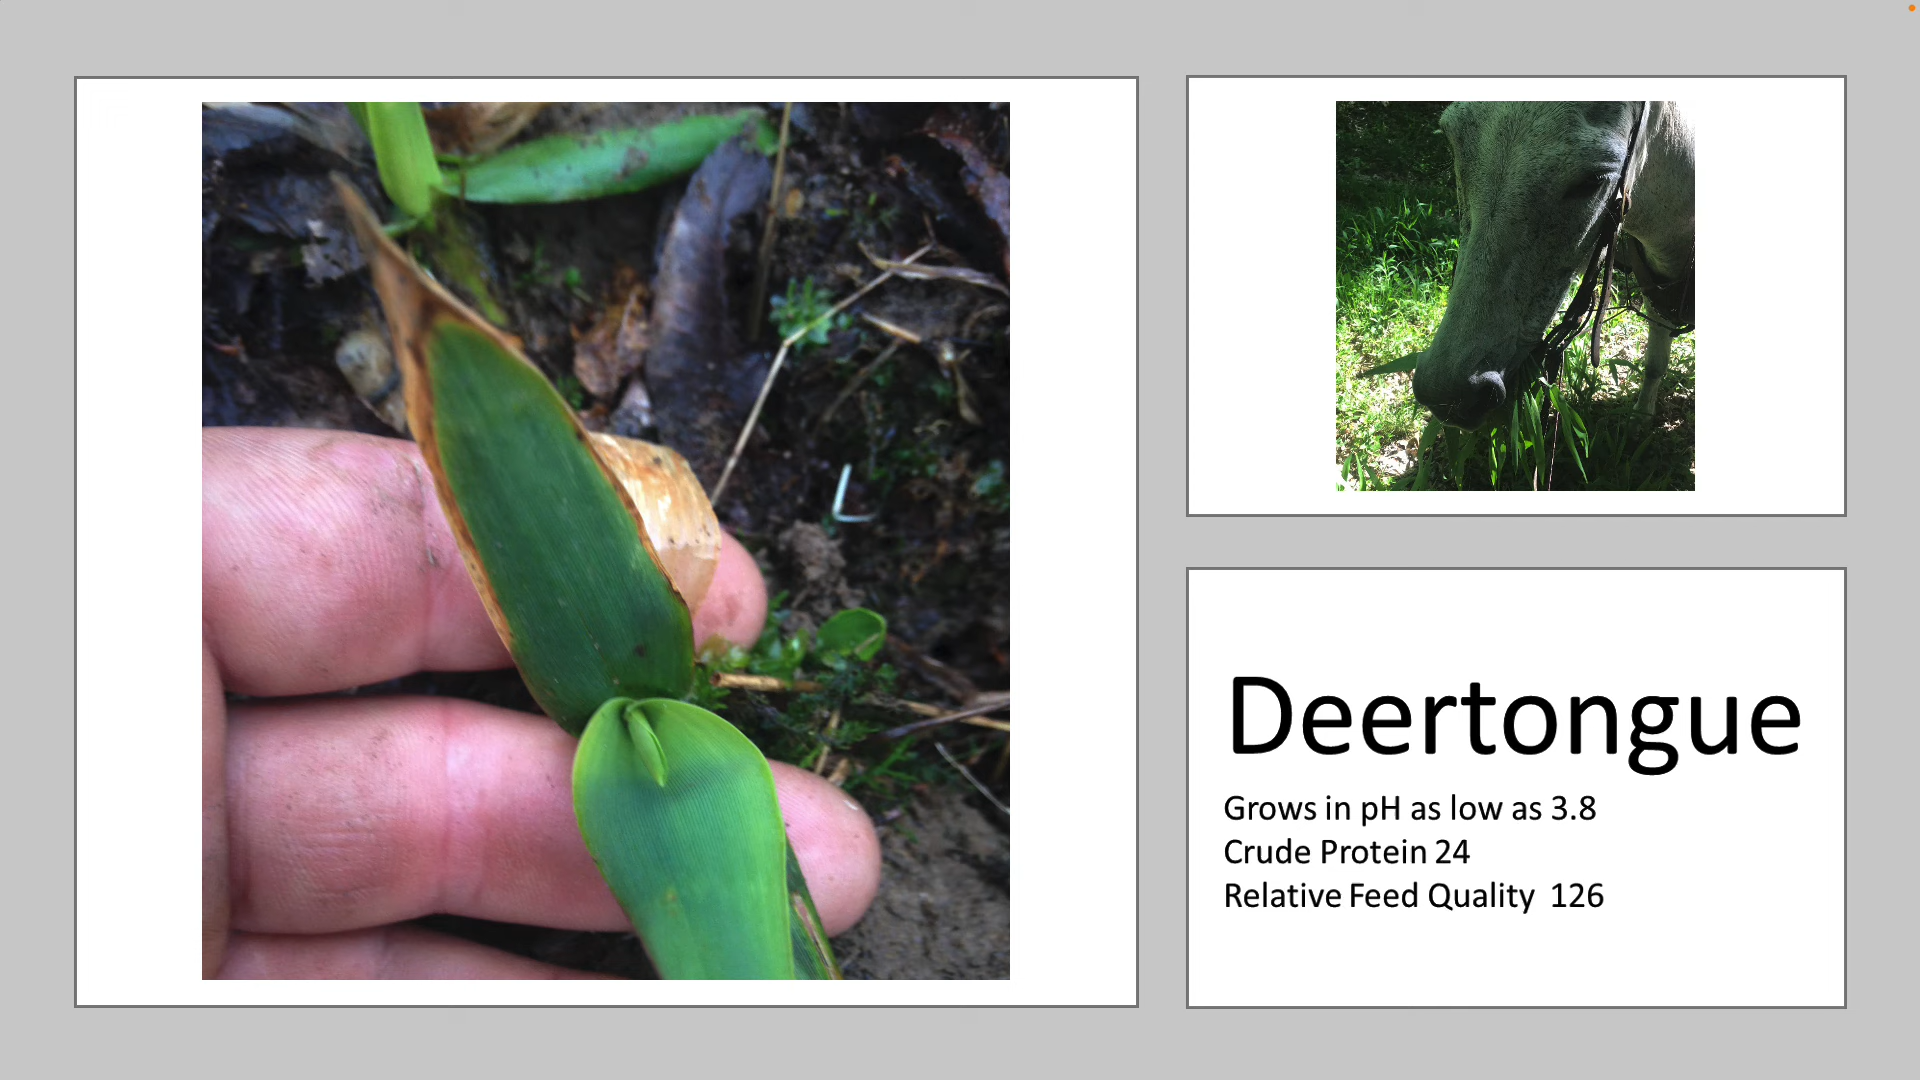 Deertongue
Grows in pH as low as 3.8
Crude Protein 24
Relative Feed Quality  126